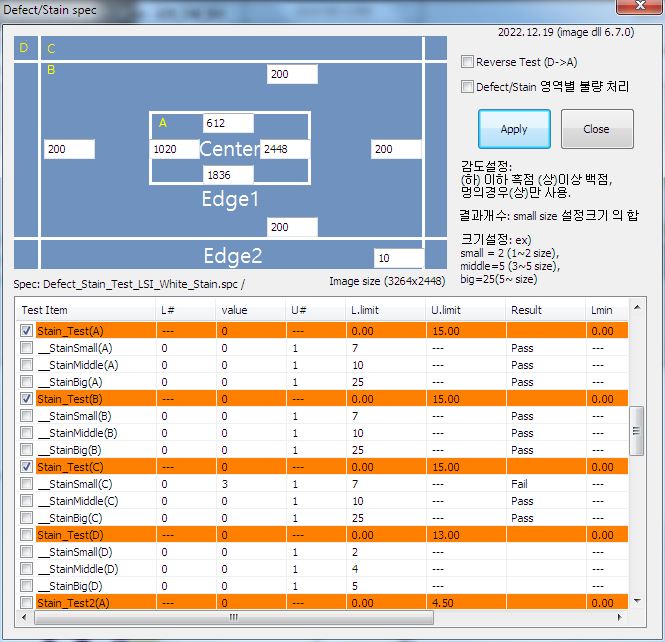 Defect/Stain spec
2022.12.19 (image dll 6.7.0)
D C
B
200
Reverse Test (D->A)
Defect/Stain 영역별 불량 처리
A 612
200 1020 Center 2448 200
1836
Edge1
200
Edge2
10
Apply Close
감도설정:
(하) 이하 흑점 (상)이상 백점,
멍의경우(상)만 사용.
결과개수: small size 설정크기 의 합
크기설정: ex)
small = 2 (1~2 size),
middle=5 (3~5 size),
big=25(5~ size)
Spec: Defect_Stain_Test_LSI_White_Stain.spc / Image size (3264x2448)
Test Item L# value U# L.limit U.limit Result Lmin
Stain_Test(A) --- 0 --- 0.00 15.00 0.00
__StainSmall(A) 0 0 1 7 --- Pass ---
__StainMiddle(A) 0 0 1 10 --- Pass ---
__StainBig(A) 0 0 1 25 --- Pass ---
Stain_Test(B) --- 0 --- 0.00 15.00 0.00
__StainSmall(B) 0 0 1 7 --- Pass ---
__StainMiddle(B) 0 0 1 10 --- Pass ---
__StainBig(B) 0 0 1 25 --- Pass ---
Stain_Test(C) --- 0 --- 0.00 15.00 0.00
__StainSmall(C) 0 3 1 7 --- Fail ---
__StainMiddle(C) 0 0 1 10 --- Pass ---
__StainBig(C) 0 0 1 25 --- Pass ---
Stain_Test(D) --- 0 --- 0.00 13.00 0.00
__StainSmall(D) 0 0 1 2 --- ---
__StainMiddle(D) 0 0 1 4 --- ---
__StainBig(D) 0 0 1 5 --- ---
Stain_Test2(A) --- 0 --- 0.00 4.50 0.00